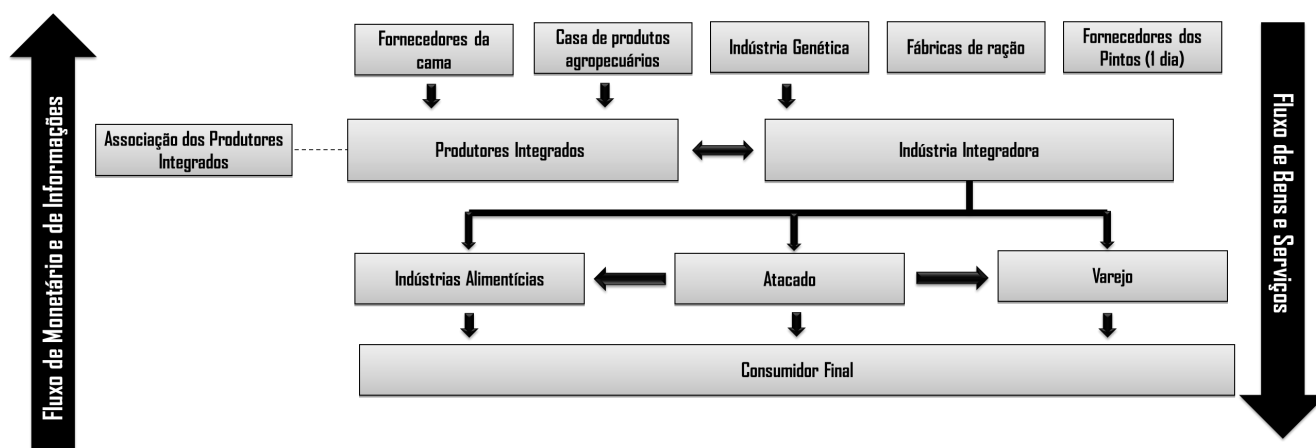 Fluxo de Monetário e de Informações
Fornecedores da
cama
Casa de produtos
agropecuários
Indústria Genética
Fábricas de ração
Fornecedores dos
Pintos (1 dia)
Associação dos Produtores
Integrados
Produtores Integrados
Indústria Integradora
Indústrias Alimentícias
Atacado
Varejo
Consumidor Final
Fluxo de Bens e Serviços